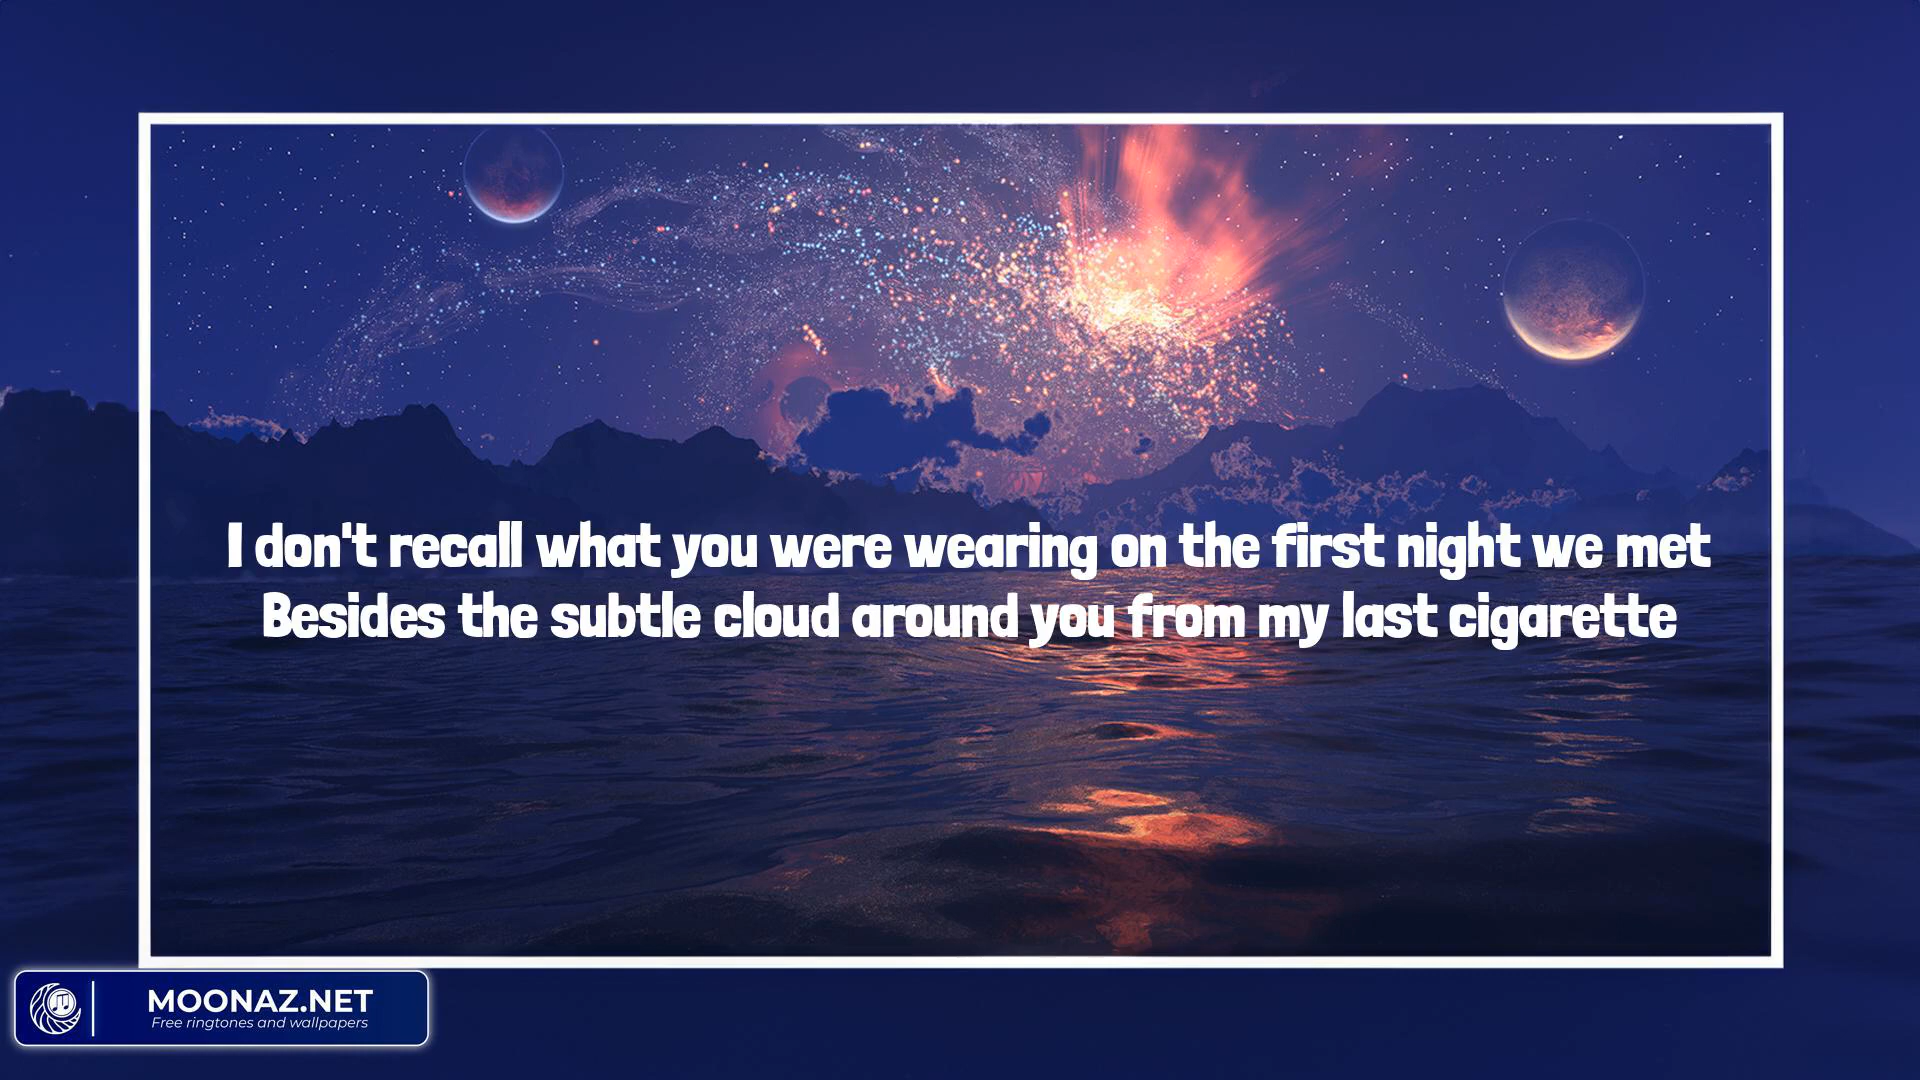 I don't recall what you were wearing on the first night we met
Besides the subtle cloud around you from my last cigarette
MOONAZ.NET
Free ringtones and wallpapers